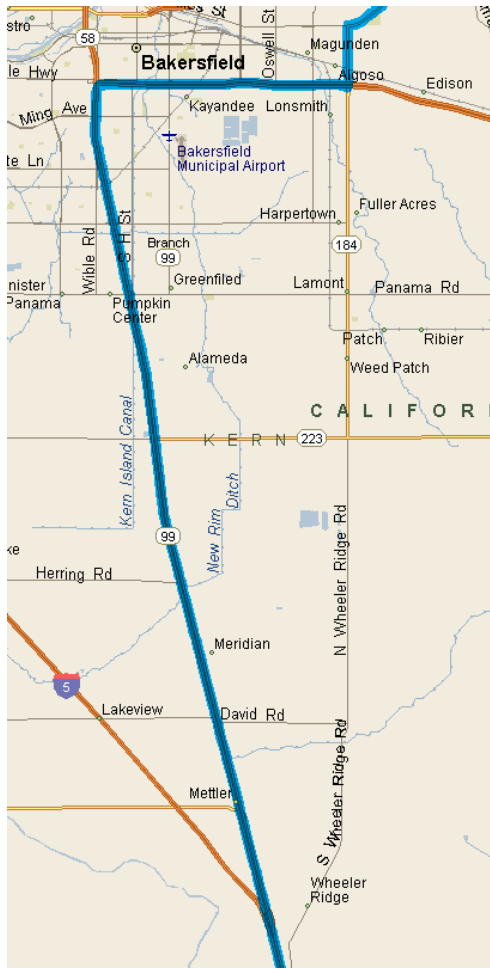 stro
58
Oswell St
Magunden
Bakersfield
le Hwy
Algoso
Edison
Ming Ave
Kayandee
Lonsmith
Bakersfield
Municipal Airport
te Ln
Fuller Acres
Harpertown
Wible Rd
S H St
Branch
99
184
nister
Greenfiled
Lamont
Panama Rd
Panama
Pumpkin
Center
Patch
Ribier
Alameda
Weed Patch
CALIFOR
KERN
223
Kern Island Canal
New Rim
Ditch
N Wheeler Ridge Rd
99
ke
Herring Rd
Meridian
5
Lakeview
David Rd
Mettler
S Wheeler Ridge Rd
Wheeler
Ridge